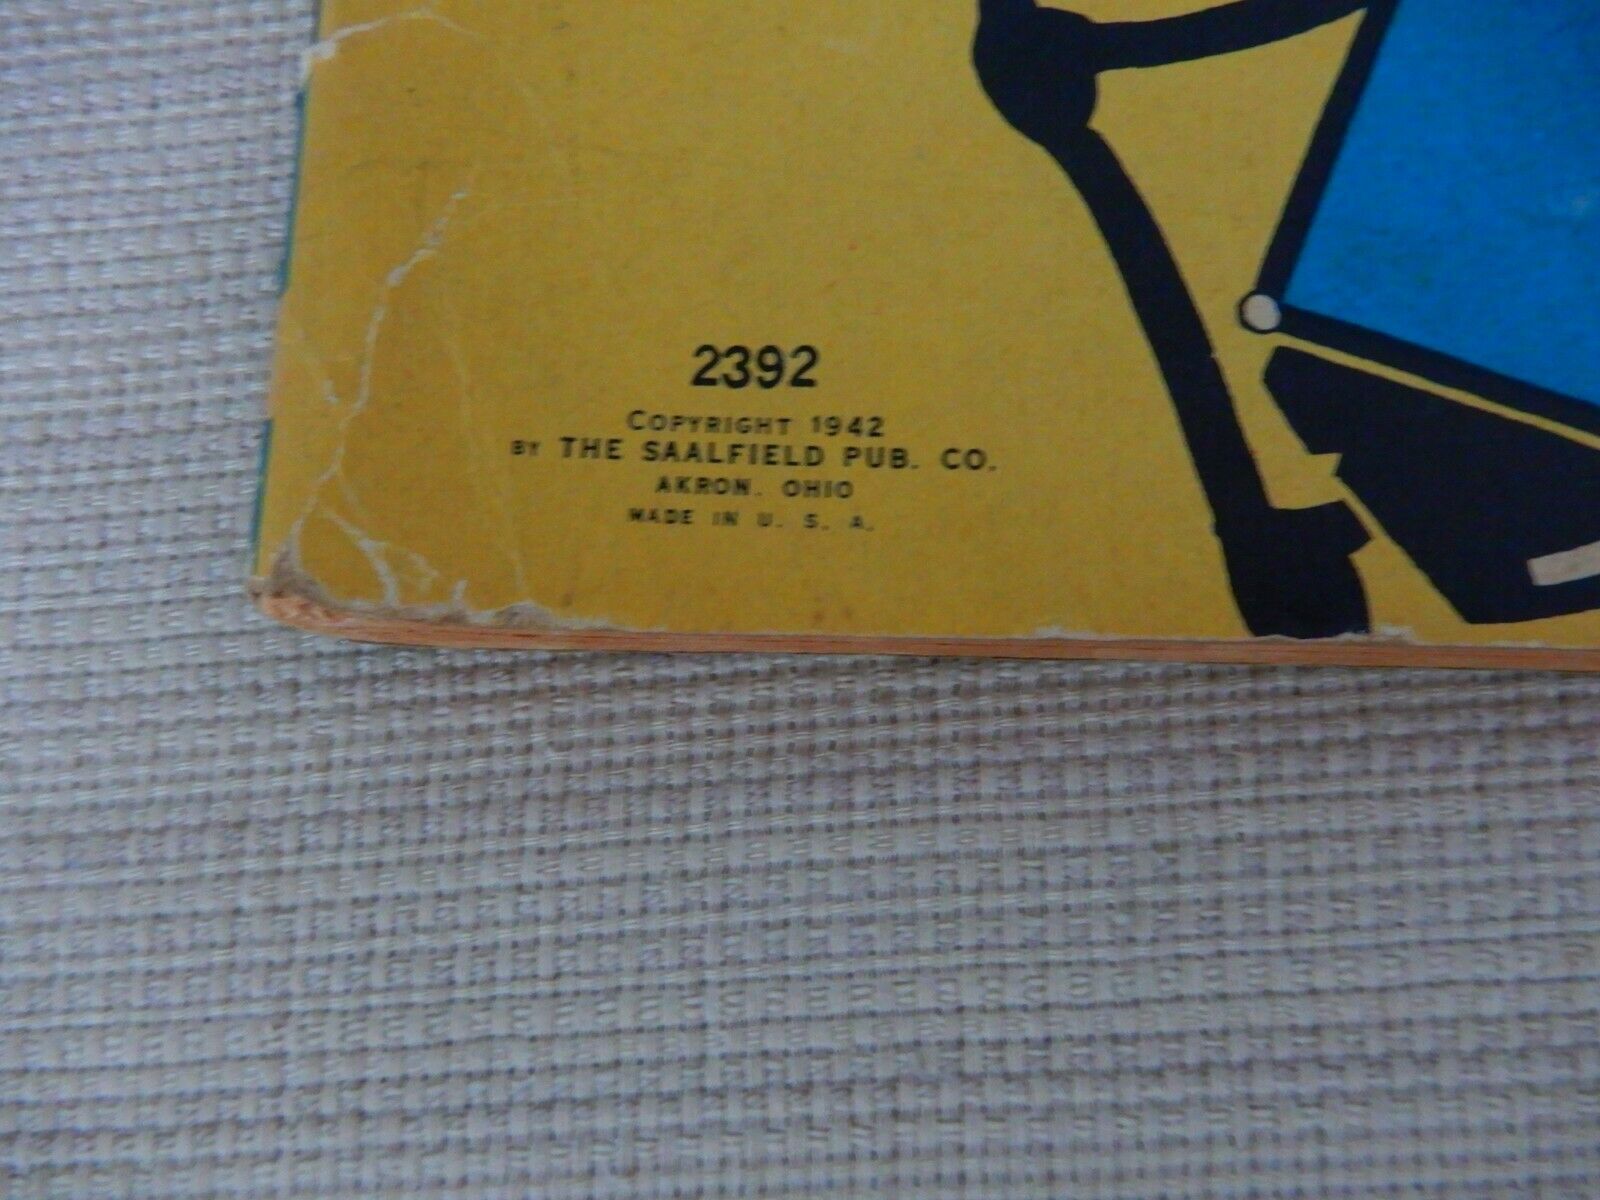 2392
COPYRIGHT 1942
BY THE SAALFIELD PUB. CO.
AKRON, OHIO
MADE IN U. S. A.